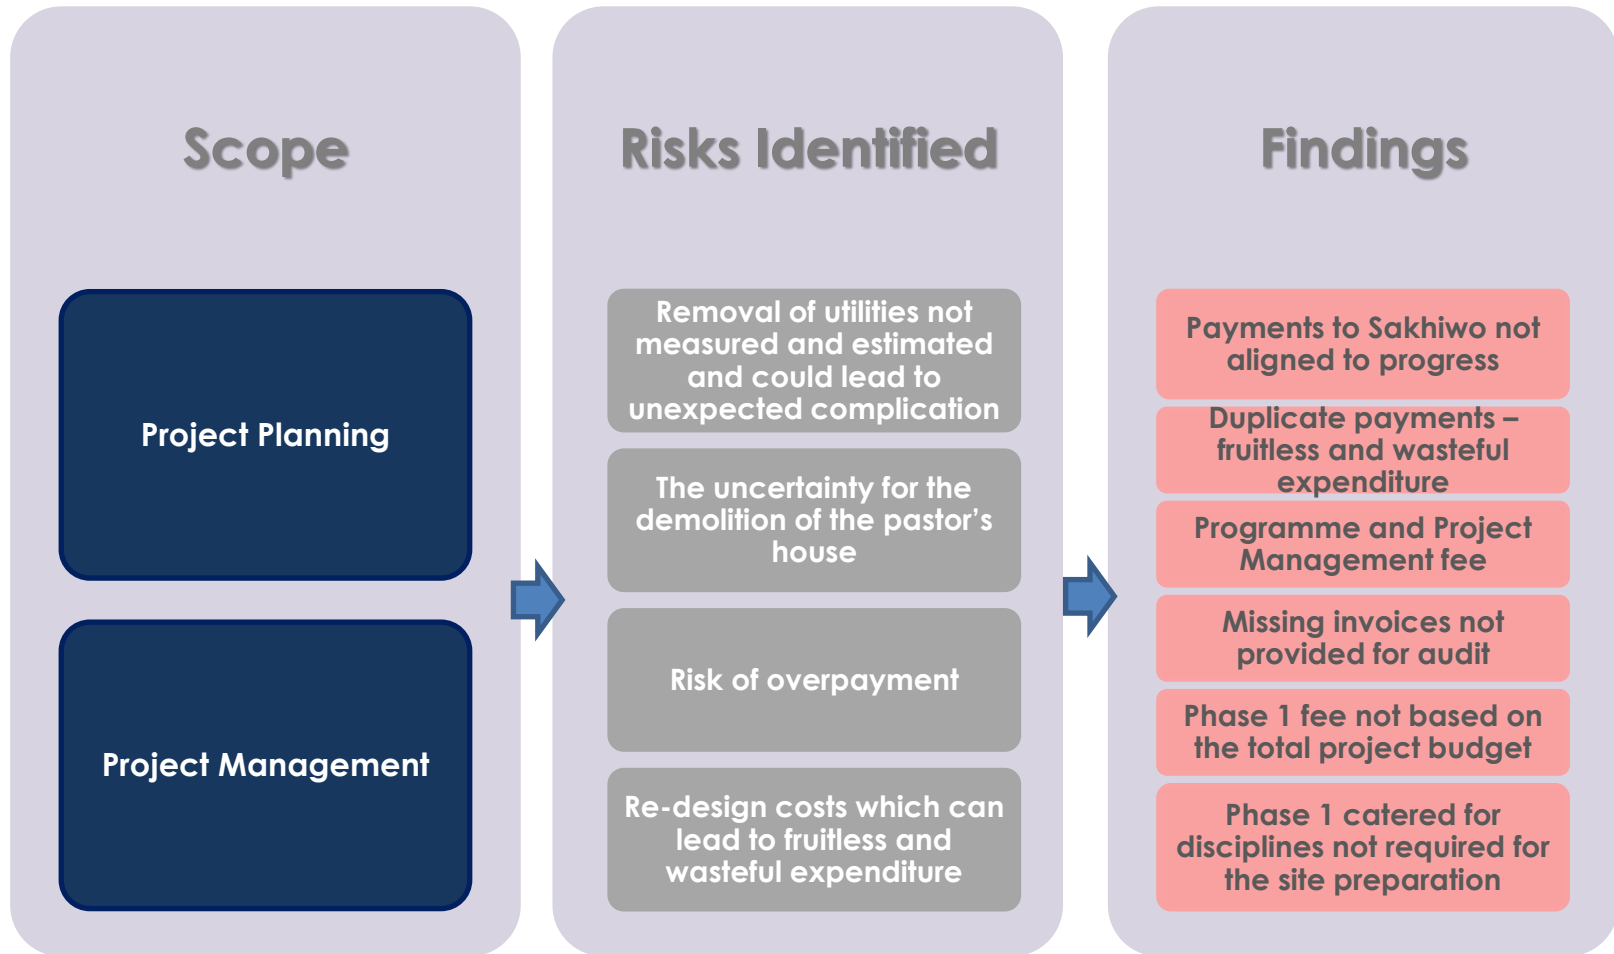 Scope
Project Planning
Project Management
Risks Identified
Removal of utilities not
measured and estimated
and could lead to
unexpected complication
The uncertainty for the
demolition of the pastor’s
house
Risk of overpayment
Re-design costs which can
lead to fruitless and
wasteful expenditure
Findings
Payments to Sakhiwo not
aligned to progress
Duplicate payments –
fruitless and wasteful
expenditure
Programme and Project
Management fee
Missing invoices not
provided for audit
Phase 1 fee not based on
the total project budget
Phase 1 catered for
disciplines not required for
the site preparation